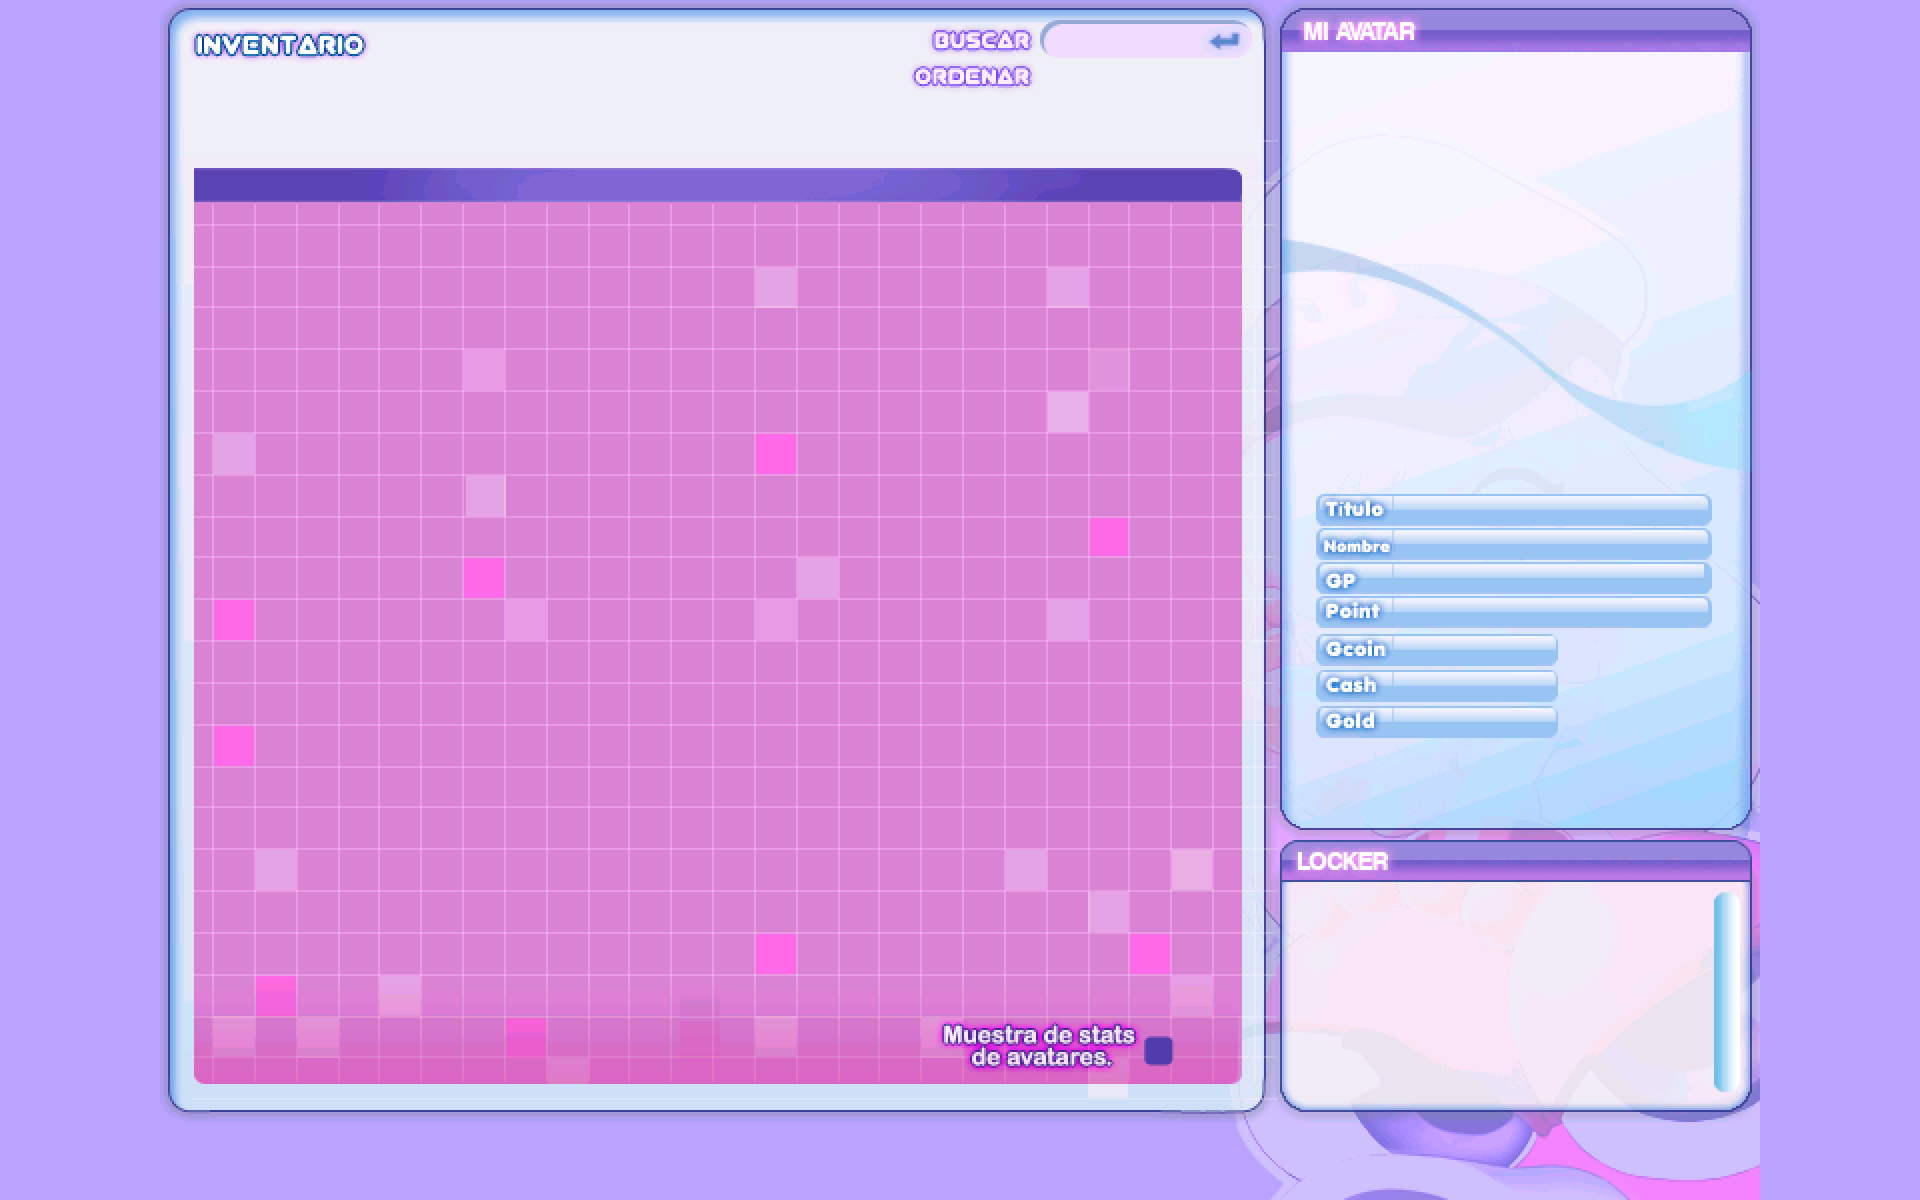 INVENTARIO
BUSCAR
ORDENAR
MI AVATAR
Titulo
Nombre
GP
Point
Gcoin
Cash
Gold
LOCKER
Muestra de stats
de avatares.